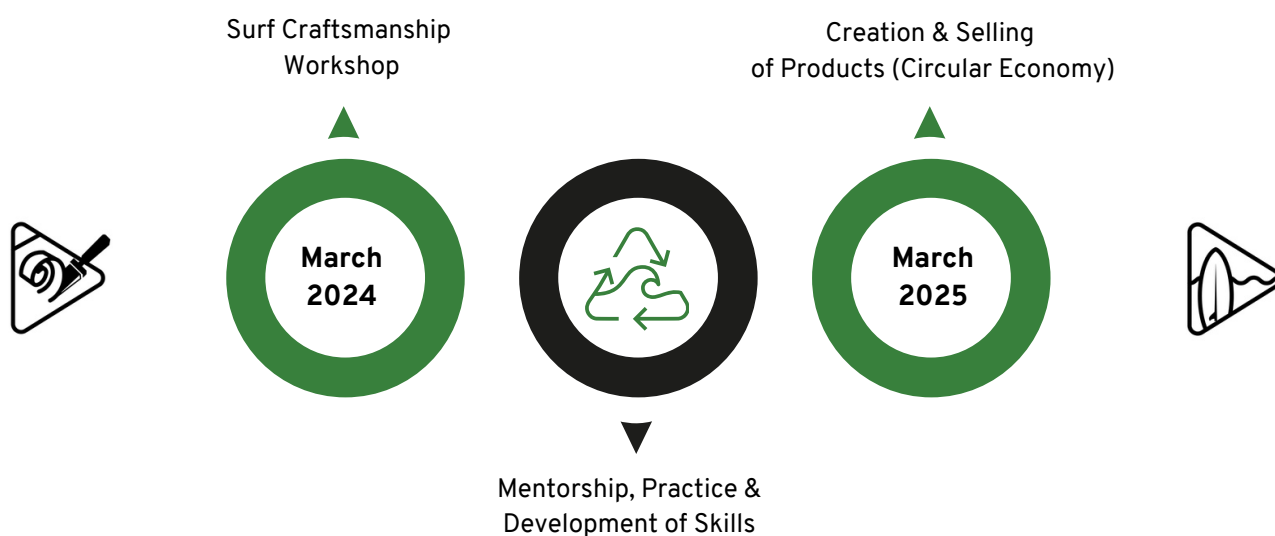 Surf Craftsmanship
Workshop
Creation & Selling
of Products (Circular Economy)
March
2024
March
2025
Mentorship, Practice &
Development of Skills